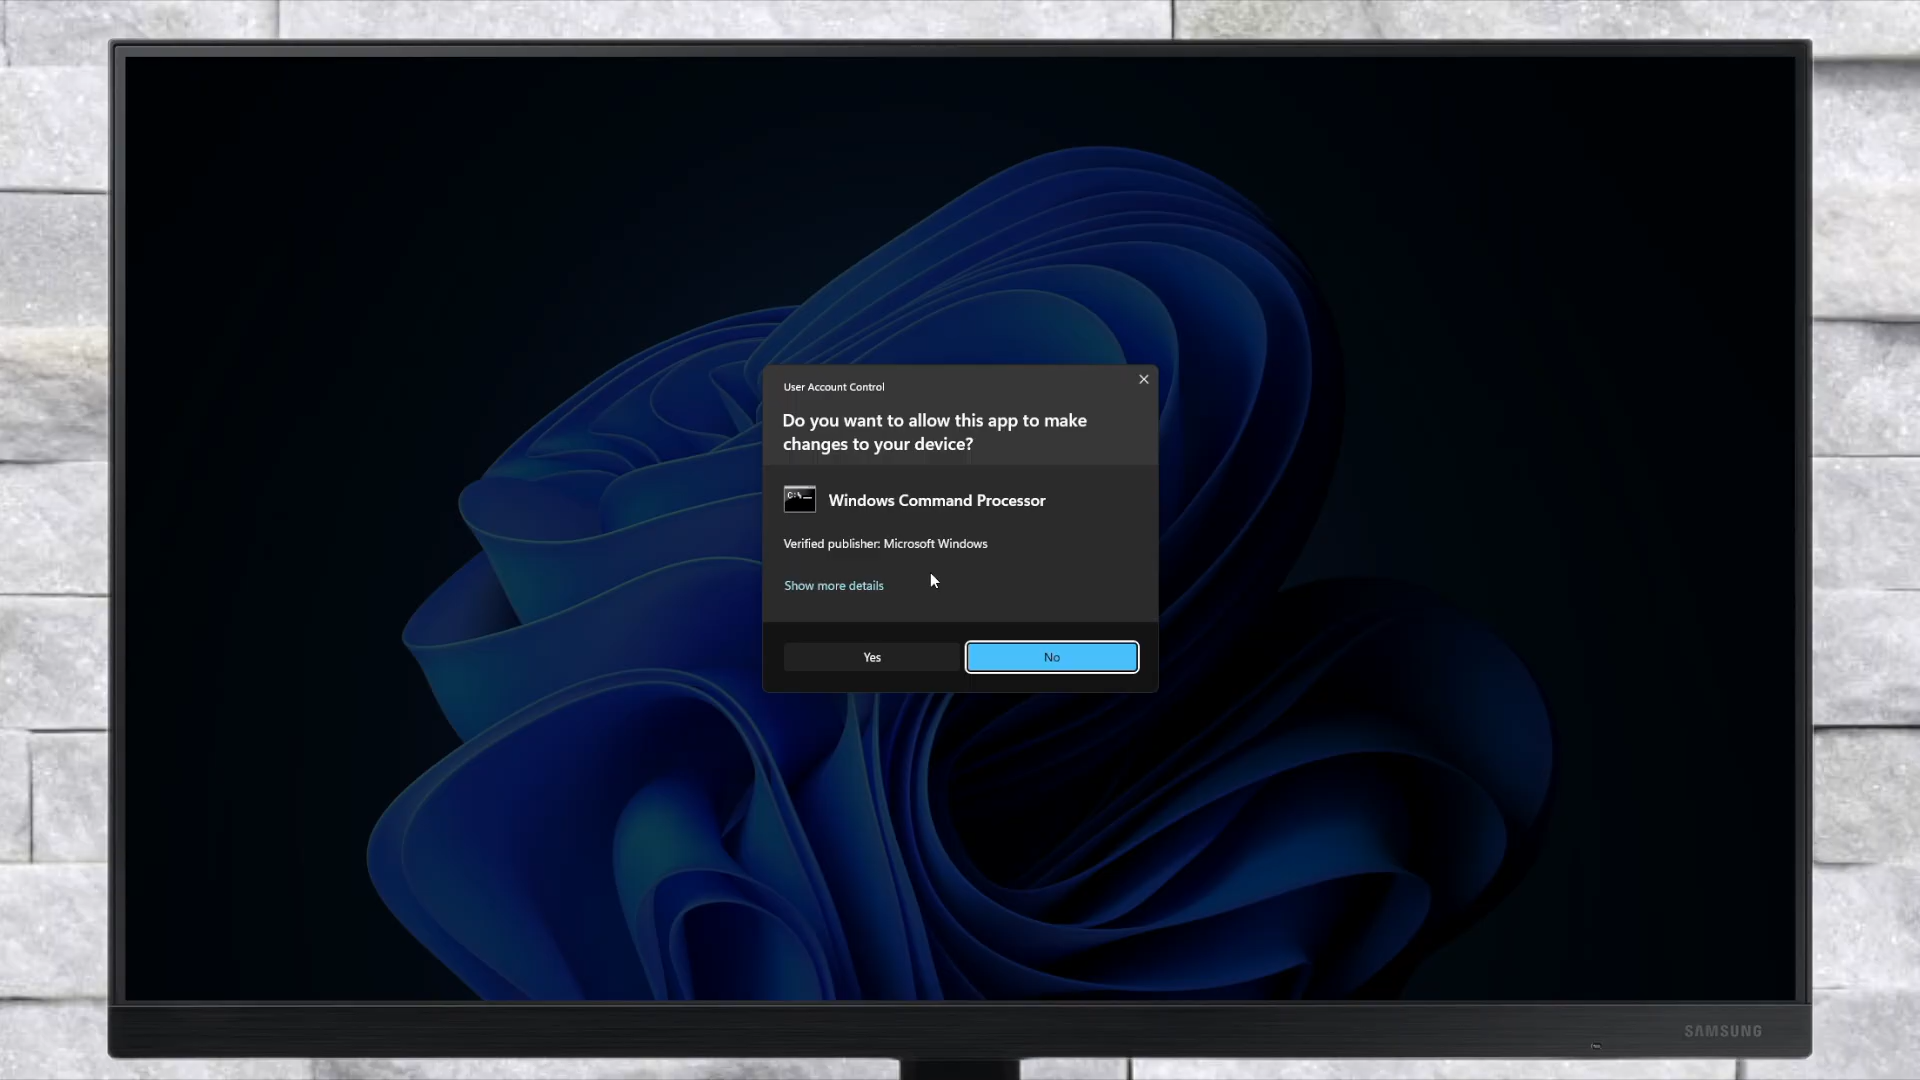 User Account Control
Do you want to allow this app to make
changes to your device?
C:\_
Windows Command Processor
Verified publisher: Microsoft Windows
Show more details
Yes
No
SAMSUNG